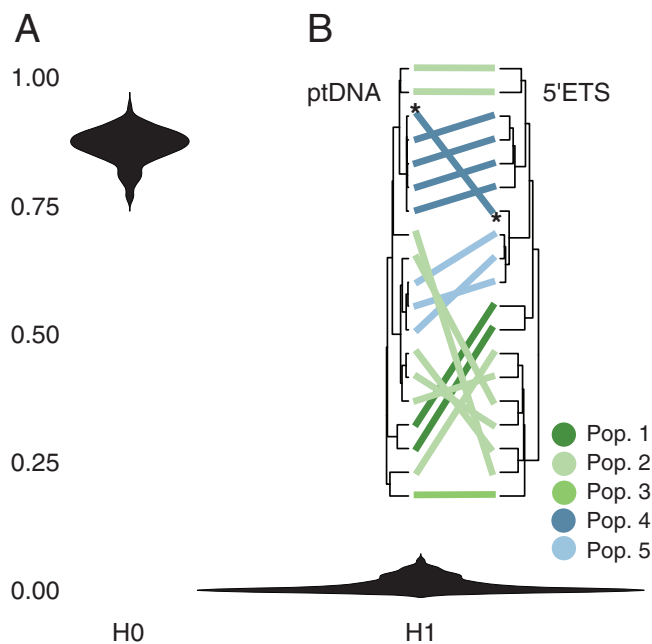 A
B
1.00
ptDNA
5'ETS
*
*
0.75
0.50
0.25
0.00
Pop. 1
Pop. 2
Pop. 3
Pop. 4
Pop. 5
H0
H1